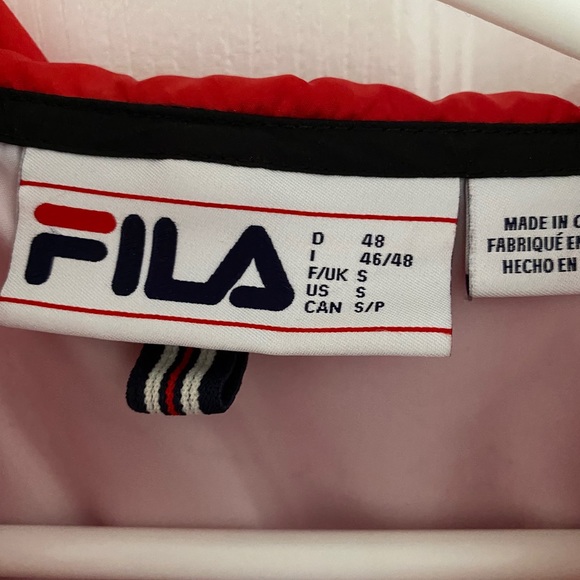 FILA
D 48
I 46/48
F/UK S
US S
CAN S/P
MADE IN
FABRIQUÉ EN
HECHO EN